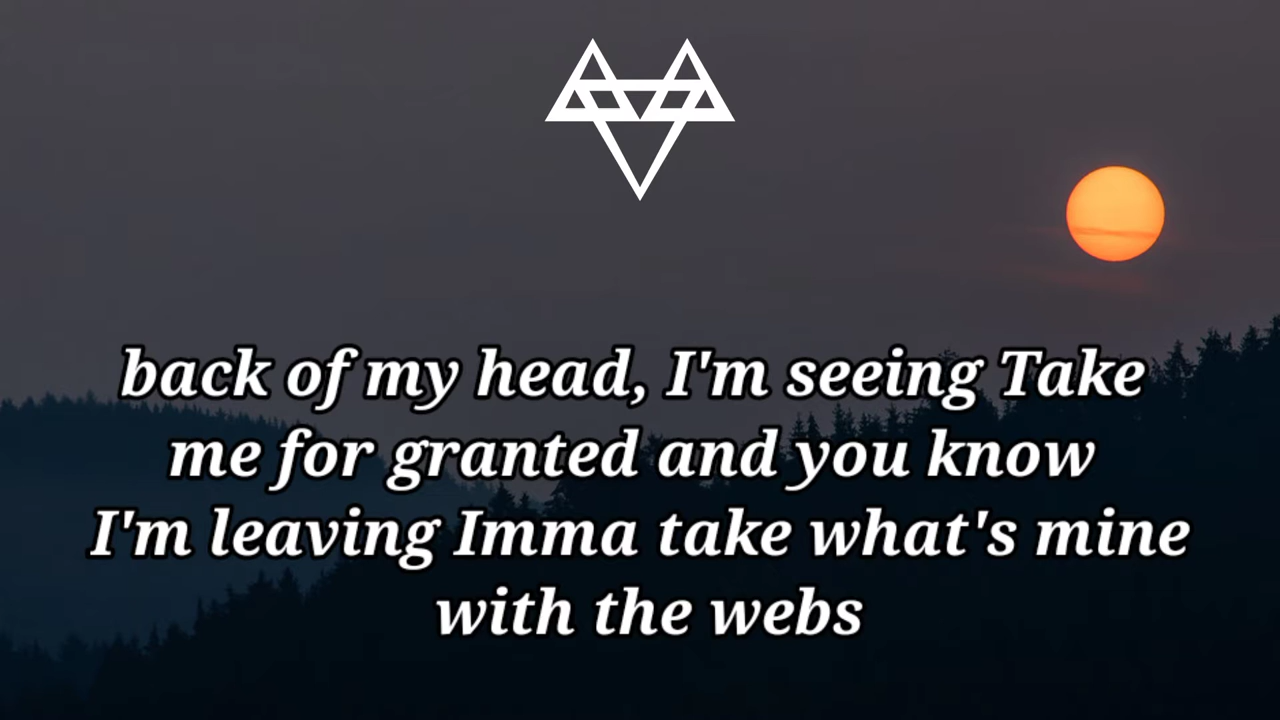 back of my head, I'm seeing Take
me for granted and you know
I'm leaving Imma take what's mine
with the webs